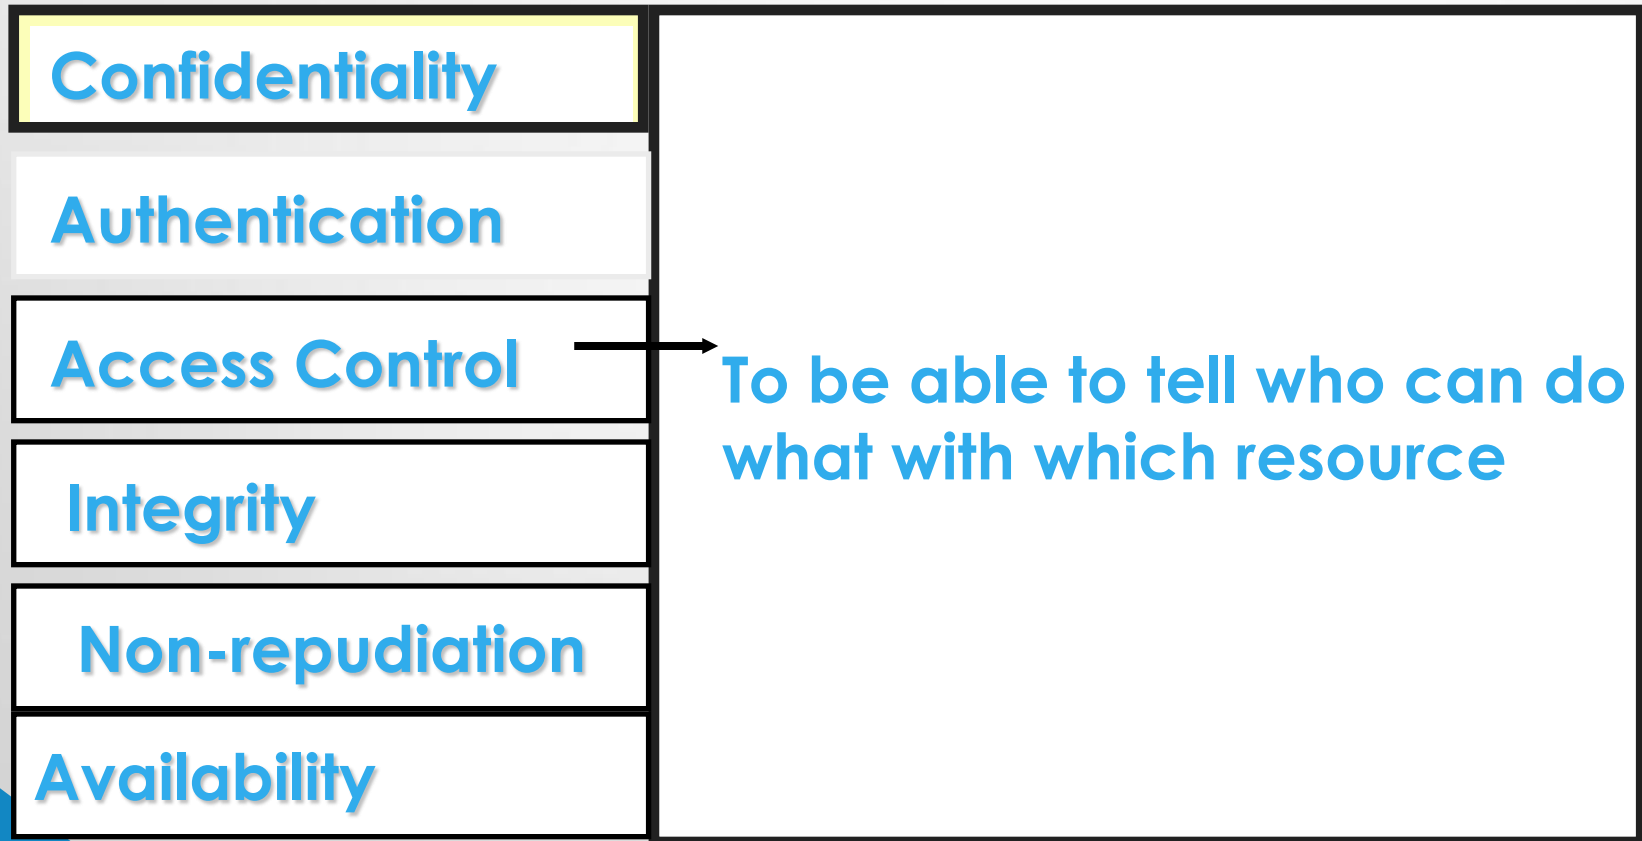 Confidentiality
Authentication
Access Control
To be able to tell who can do
what with which resource
Integrity
Non-repudiation
Availability